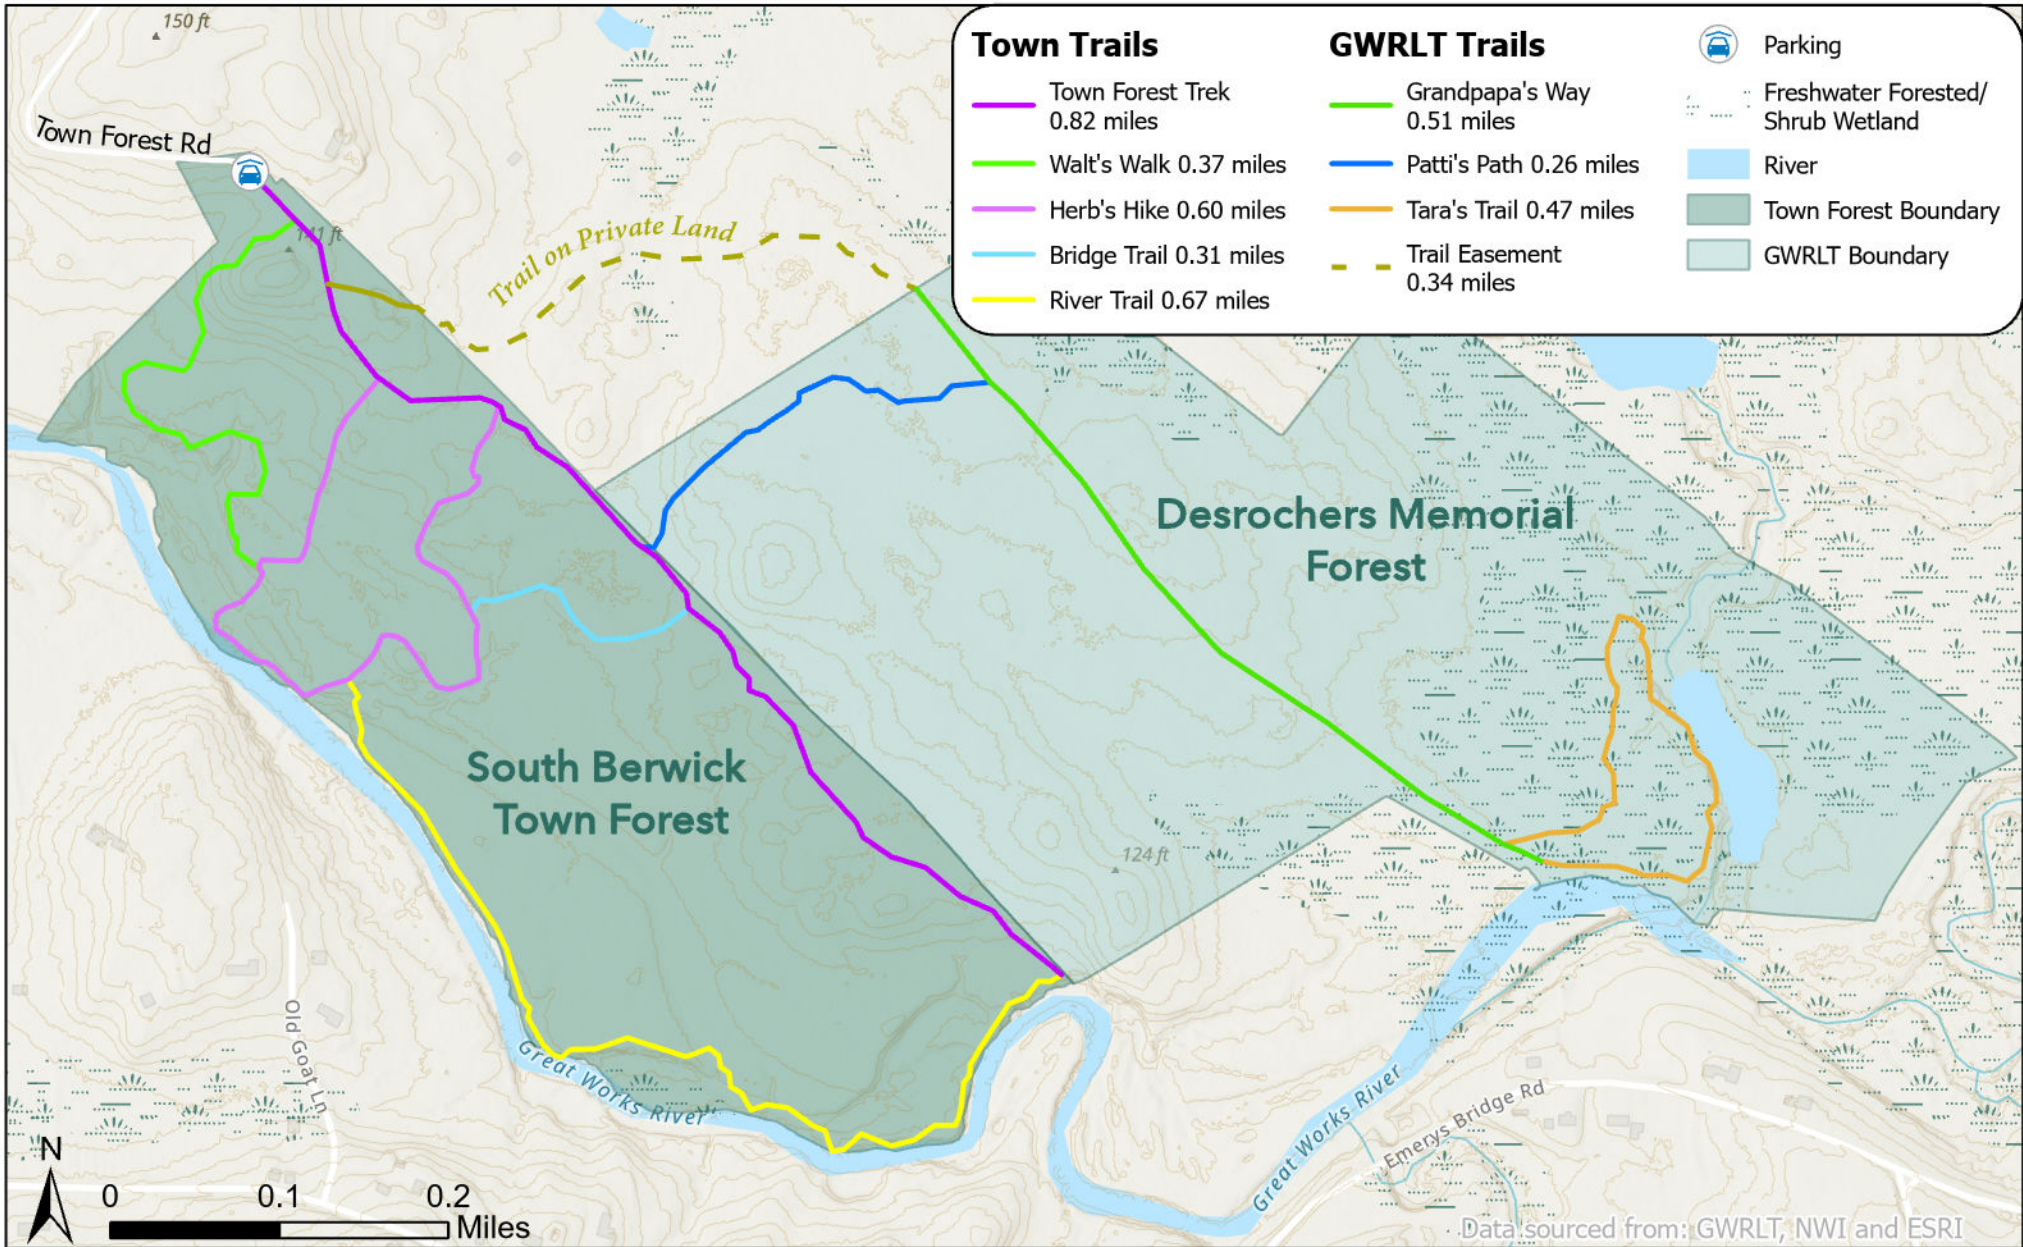 150 ft
Town Forest Rd
141 ft
Trail on Private Land
Town Trails
Town Forest Trek
0.82 miles
Walt's Walk 0.37 miles
Herb's Hike 0.60 miles
Bridge Trail 0.31 miles
River Trail 0.67 miles
GWRLT Trails
Grandpapa's Way
0.51 miles
Patti's Path 0.26 miles
Tara's Trail 0.47 miles
Trail Easement
0.34 miles
Parking
Freshwater Forested/
Shrub Wetland
River
Town Forest Boundary
GWRLT Boundary
Desrochers Memorial
Forest
South Berwick
Town Forest
124 ft
Old Goat Ln
Great Works River
Great Works River
Emerys Bridge Rd
N
0 0.1 0.2
Miles
Data sourced from: GWRLT, NWI and ESRI